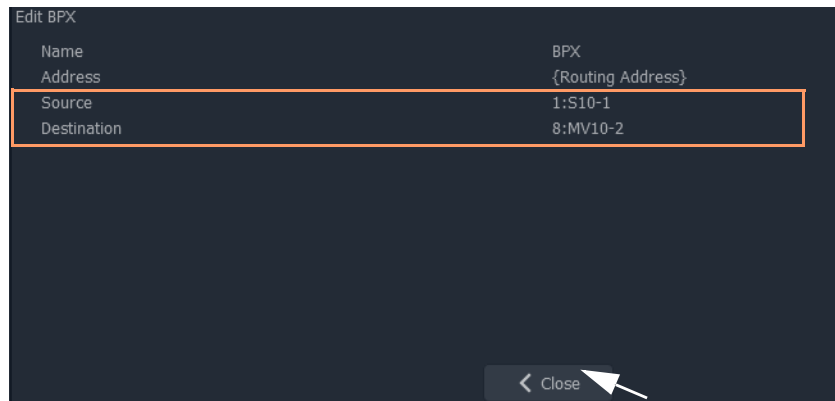 Edit BPX
Name BPX
Address {Routing Address}
Source 1:S10-1
Destination 8:MV10-2
Close